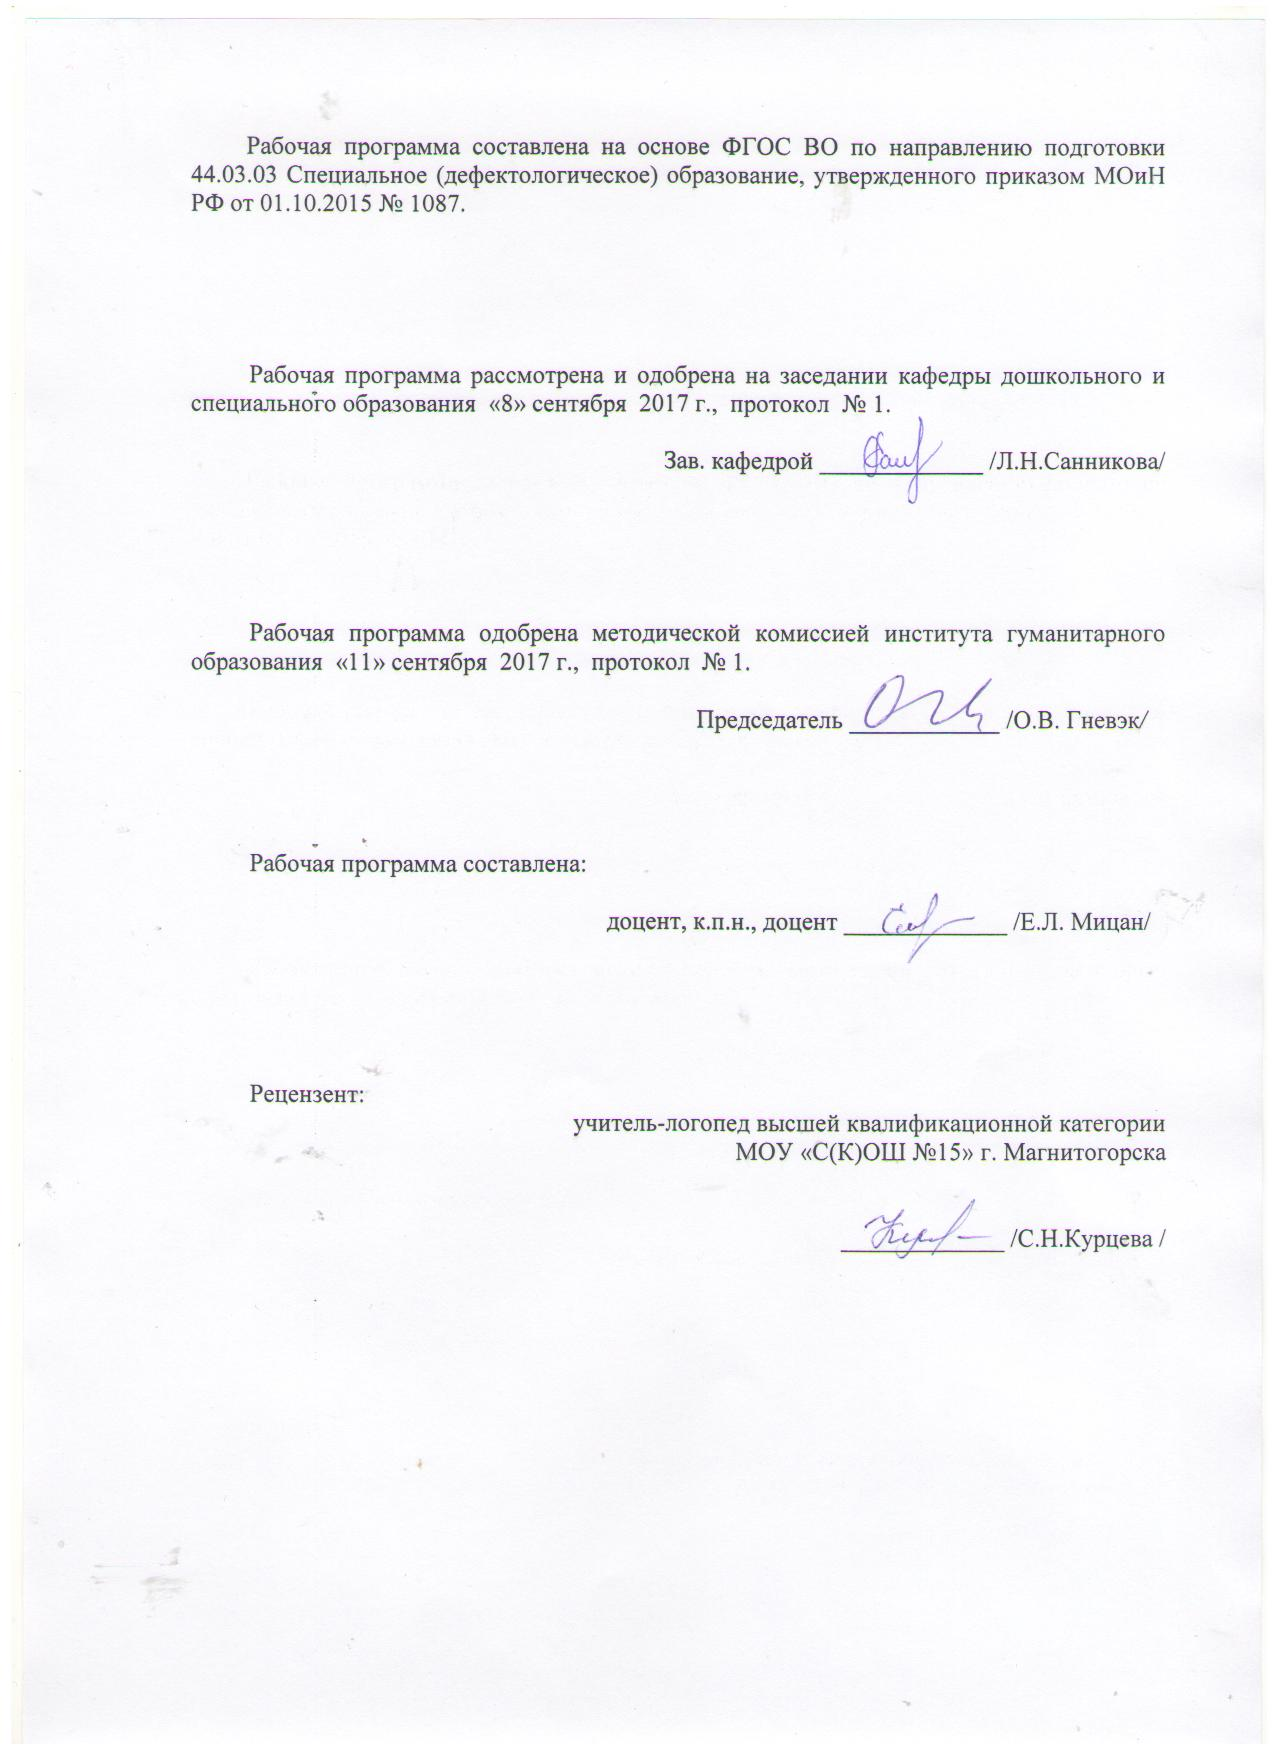 Рабочая программа составлена на основе ФГОС ВО по направлению подготовки
44.03.03 Специальное (дефектологическое) образование, утвержденного приказом МОиН
РФ от 01.10.2015 № 1087.
Рабочая программа рассмотрена и одобрена на заседании кафедры дошкольного и
специального образования «8» сентября 2017 г., протокол № 1.
Зав. кафедрой _____________ /Л.Н.Санникова/
Рабочая программа одобрена методической комиссией института гуманитарного
образования «11» сентября 2017 г., протокол № 1.
Председатель ____________ /О.В. Гневэк/
Рабочая программа составлена:
доцент, к.п.н., доцент _____________ /Е.Л. Мицан/
Рецензент:
учитель-логопед высшей квалификационной категории
МОУ «С(К)ОШ №15» г. Магнитогорска
_____________ /С.Н.Курцева /